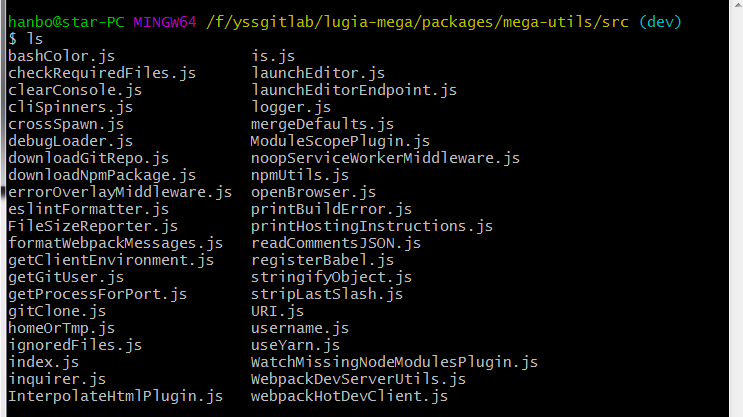 hanbo@star-PC MINGW64 /f/yssgitlab/lugia-mega/packages/mega-utils/src (dev)
$ ls
bashColor.js is.js
checkRequiredFiles.js launchEditor.js
clearConsole.js launchEditorEndpoint.js
cliSpinners.js logger.js
crossSpawn.js mergeDefaults.js
debugLoader.js ModuleScopePlugin.js
downloadGitRepo.js noopServiceWorkerMiddleware.js
downloadNpmPackage.js npmUtils.js
errorOverlayMiddleware.js openBrowser.js
eslintFormatter.js printBuildError.js
FileSizeReporter.js printHostingInstructions.js
formatWebpackMessages.js readCommentsJSON.js
getClientEnvironment.js registerBabel.js
getGitUser.js stringifyObject.js
getProcessForPort.js stripLastSlash.js
gitClone.js URI.js
homeOrTmp.js username.js
ignoredFiles.js useYarn.js
index.js WatchMissingNodeModulesPlugin.js
inquirer.js WebpackDevServerUtils.js
InterpolateHtmlPlugin.js webpackHotDevClient.js